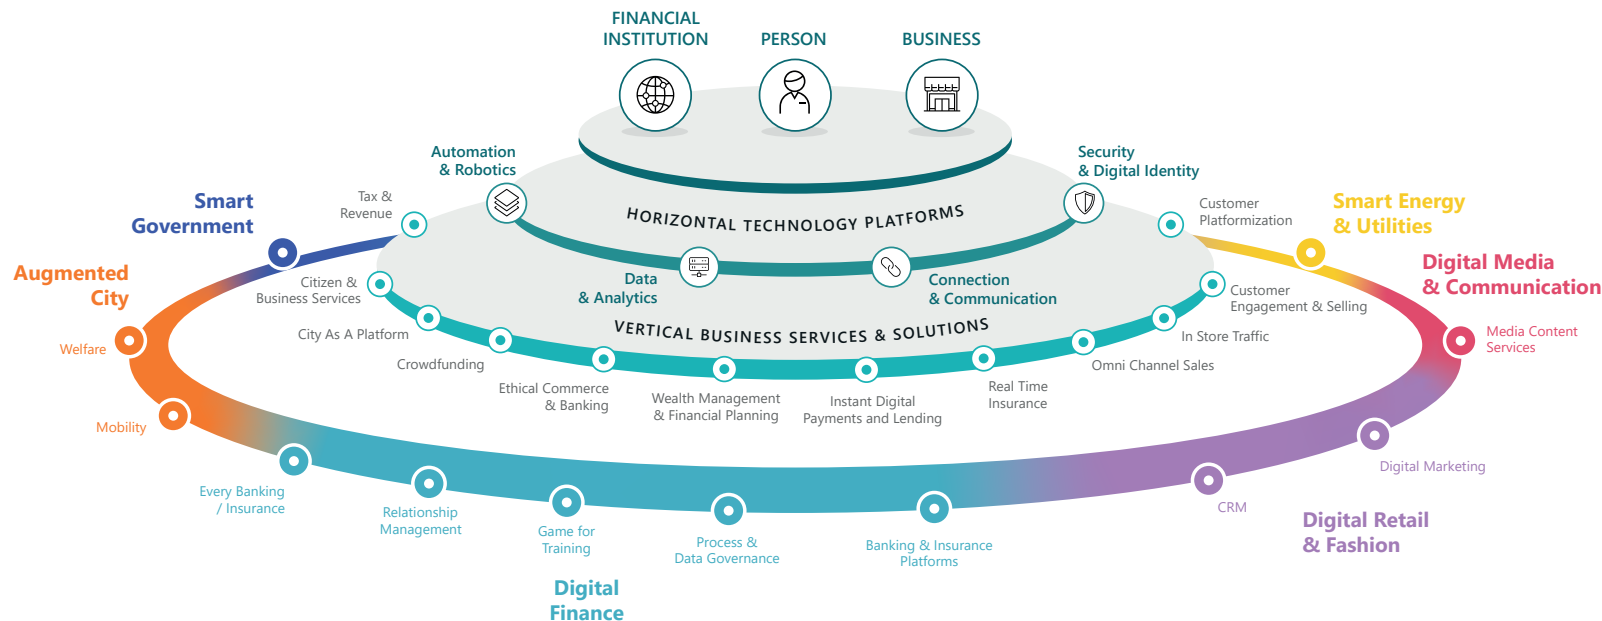 FINANCIAL
INSTITUTION
PERSON
BUSINESS
Automation
& Robotics
Security
& Digital Identity
HORIZONTAL TECHNOLOGY PLATFORMS
Data
& Analytics
Connection
& Communication
VERTICAL BUSINESS SERVICES & SOLUTIONS
Tax &
Revenue
Citizen &
Business Services
City As A Platform
Crowdfunding
Ethical Commerce
& Banking
Wealth Management
& Financial Planning
Instant Digital
Payments and Lending
Real Time
Insurance
Omni Channel Sales
In Store Traffic
Customer
Engagement & Selling
Customer
Platformization
Smart
Government
Augmented
City
Welfare
Mobility
Every Banking
/ Insurance
Relationship
Management
Game for
Training
Process &
Data Governance
Banking & Insurance
Platforms
Digital
Finance
CRM
Digital Marketing
Digital Retail
& Fashion
Media Content
Services
Digital Media
& Communication
Smart Energy
& Utilities